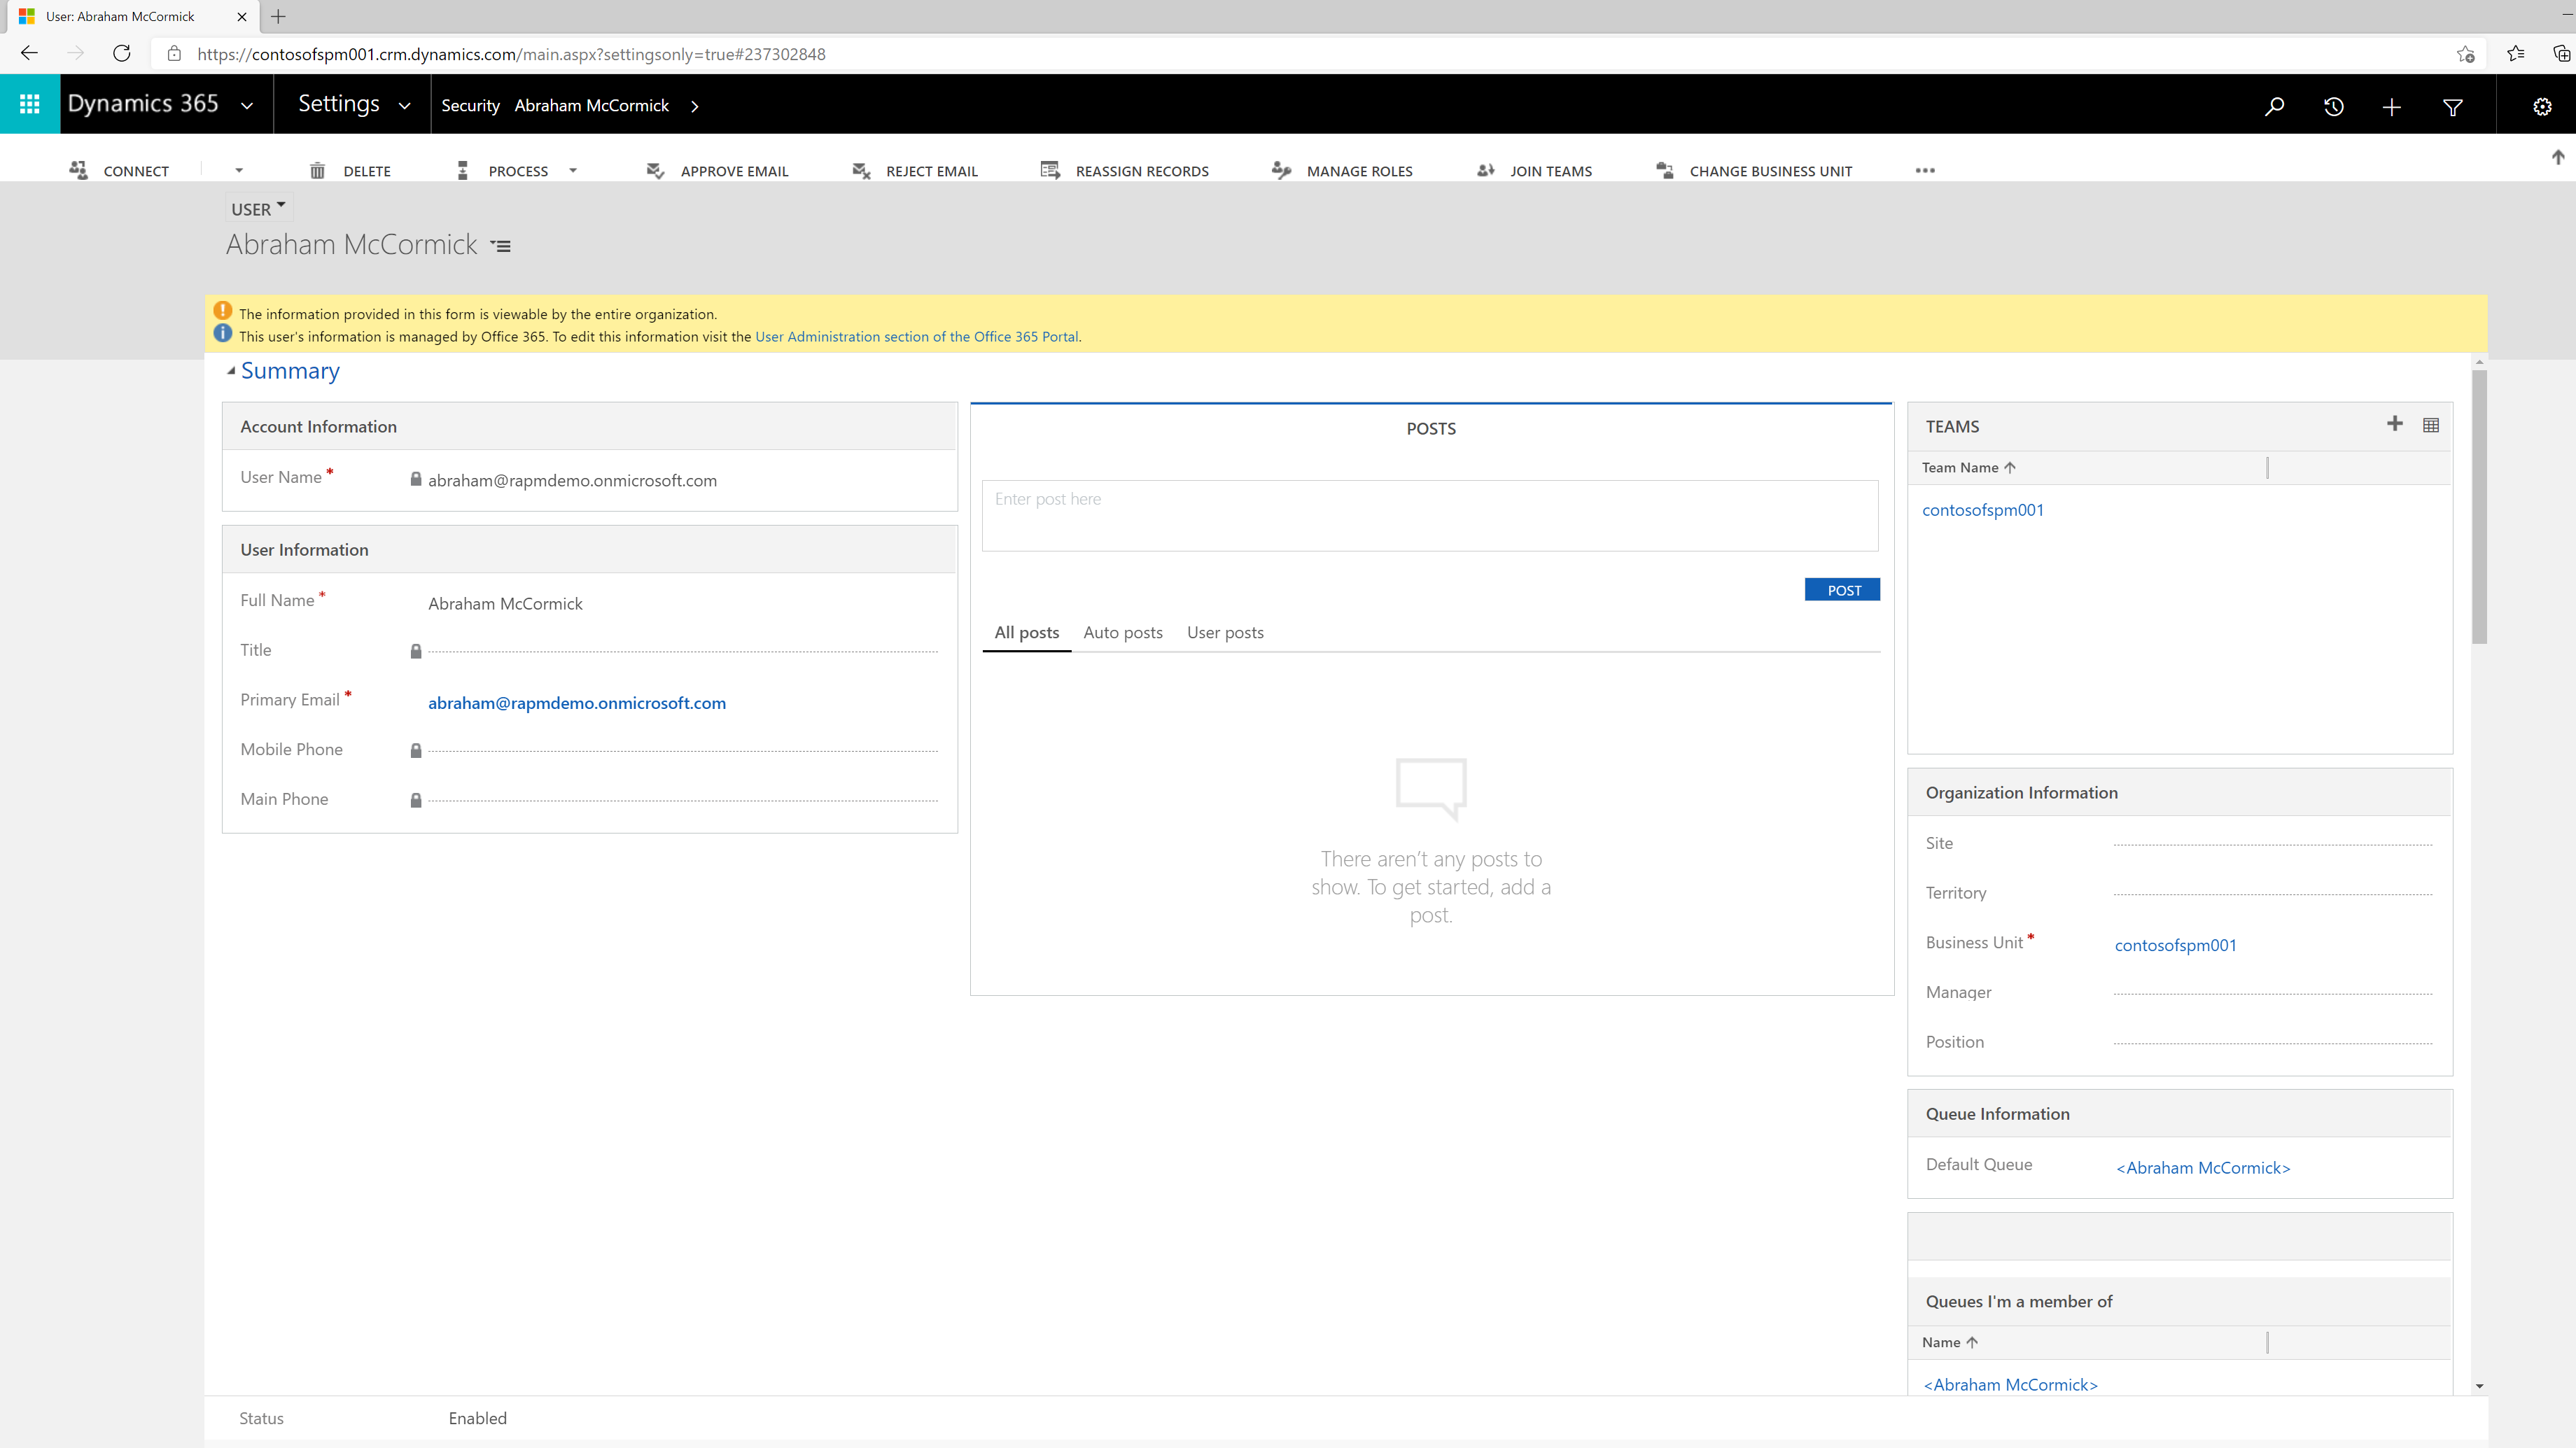 User: Abraham McCormick
https://contosofspm001.crm.dynamics.com/main.aspx?settingsonly=true#237302848
Dynamics 365 Settings Security Abraham McCormick
CONNECT DELETE PROCESS APPROVE EMAIL REJECT EMAIL REASSIGN RECORDS MANAGE ROLES JOIN TEAMS CHANGE BUSINESS UNIT
USER
Abraham McCormick
The information provided in this form is viewable by the entire organization.
This user's information is managed by Office 365. To edit this information visit the User Administration section of the Office 365 Portal.
Summary
Account Information
User Name * abraham@rapmdemo.onmicrosoft.com
User Information
Full Name * Abraham McCormick
Title
Primary Email * abraham@rapmdemo.onmicrosoft.com
Mobile Phone
Main Phone
POSTS
Enter post here
POST
All posts Auto posts User posts
There aren’t any posts to
show. To get started, add a
post.
TEAMS
Team Name
contosofspm001
Organization Information
Site
Territory
Business Unit * contosofspm001
Manager
Position
Queue Information
Default Queue <Abraham McCormick>
Queues I'm a member of
Name
<Abraham McCormick>
Status Enabled